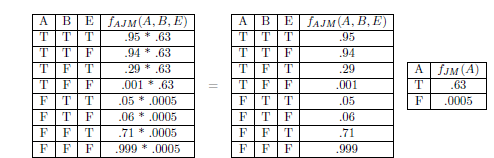 A B E f_AJM(A, B, E)
T T T .95 * .63
T T F .94 * .63
T F T .29 * .63
T F F .001 * .63
F T T .05 * .0005
F T F .06 * .0005
F F T .71 * .0005
F F F .999 * .0005
=
A B E f_AJM(A, B, E)
T T T .95
T T F .94
T F T .29
T F F .001
F T T .05
F T F .06
F F T .71
F F F .999
A f_JM(A)
T .63
F .0005